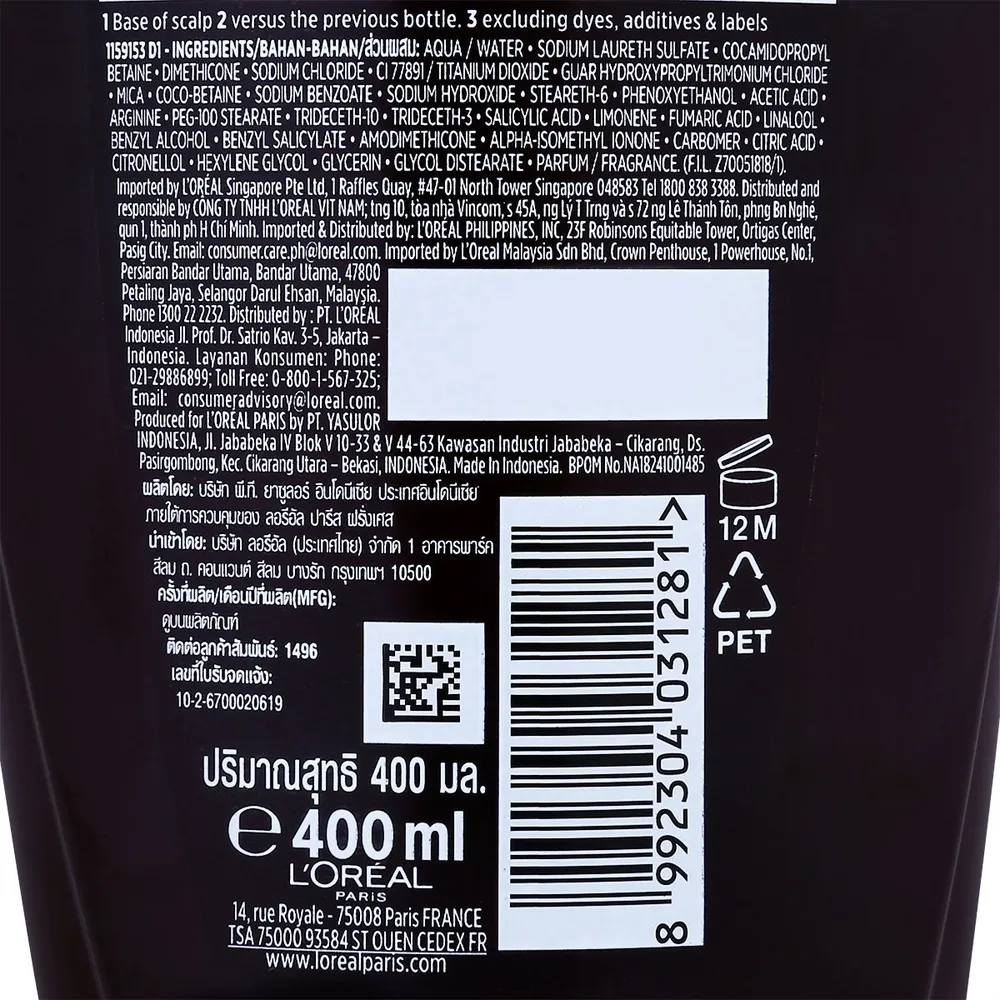 1 Base of scalp 2 versus the previous bottle. 3 excluding dyes, additives & labels
1159153 D1 - INGREDIENTS/BAHAN-BAHAN/ส่วนผสม: AQUA / WATER • SODIUM LAURETH SULFATE • COCAMIDOPROPYL
BETAINE • DIMETHICONE • SODIUM CHLORIDE • CI 77891 / TITANIUM DIOXIDE • GUAR HYDROXYPROPYLTRIMONIUM CHLORIDE
• MICA • COCO-BETAINE • SODIUM BENZOATE • SODIUM HYDROXIDE • STEARETH-6 • PHENOXYETHANOL • ACETIC ACID •
ARGININE • PEG-100 STEARATE • TRIDECETH-10 • TRIDECETH-3 • SALICYLIC ACID • LIMONENE • FUMARIC ACID • LINALOOL •
BENZYL ALCOHOL • BENZYL SALICYLATE • AMODIMETHICONE • ALPHA-ISOMETHYL IONONE • CARBOMER • CITRIC ACID •
CITRONELLOL • HEXYLENE GLYCOL • GLYCERIN • GLYCOL DISTEARATE • PARFUM / FRAGRANCE. (F.I.L. Z70051818/1).
Imported by L'ORÉAL Singapore Pte Ltd, 1 Raffles Quay, #47-01 North Tower Singapore 048583 Tel 1800 838 3388. Distributed and
responsible by CÔNG TY TNHH L'OREAL VIT NAM; tng 10, tòa nhà Vincom, s 45A, ng Lý T Trng và s 72 ng Lê Thánh Tôn, phng Bn Nghé,
qun 1, thành ph H Chí Minh. Imported & Distributed by: L'ORÉAL PHILIPPINES, INC, 23F Robinsons Equitable Tower, Ortigas Center,
Pasig City. Email: consumer.care.ph@loreal.com. Imported by L'Oreal Malaysia Sdn Bhd, Crown Penthouse, 1 Powerhouse, No.1,
Persiaran Bandar Utama, Bandar Utama, 47800
Petaling Jaya, Selangor Darul Ehsan, Malaysia.
Phone 1300 22 2232. Distributed by : PT. L'ORÉAL
Indonesia Jl. Prof. Dr. Satrio Kav. 3-5, Jakarta –
Indonesia. Layanan Konsumen: Phone:
021-29886899; Toll Free: 0-800-1-567-325;
Email: consumeradvisory@loreal.com.
Produced for L'ORÉAL PARIS by PT. YASULOR
INDONESIA, Jl. Jababeka IV Blok V 10-33 & V 44-63 Kawasan Industri Jababeka – Cikarang, Ds.
Pasirgombong, Kec. Cikarang Utara – Bekasi, INDONESIA. Made In Indonesia. BPOM No.NA18241001485
ผลิตโดย: บริษัท พี.ที. ยาซูลอร์ อินโดนีเซีย ประเทศอินโดนีเซีย
ภายใต้การควบคุมของ ลอรีอัล ปารีส ฝรั่งเศส
นำเข้าโดย: บริษัท ลอรีอัล (ประเทศไทย) จำกัด 1 อาคารพาร์ค
สีลม ถ. คอนแวนต์ สีลม บางรัก กรุงเทพฯ 10500
ครั้งที่ผลิต/เดือนปีที่ผลิต(MFG):
ดูบนผลิตภัณฑ์
ติดต่อลูกค้าสัมพันธ์: 1496
เลขที่ใบรับจดแจ้ง:
10-2-6700020619
12 M
PET
8 992304 031281 >
ปริมาณสุทธิ 400 มล.
℮ 400 ml
L'ORÉAL
PARIS
14, rue Royale - 75008 Paris FRANCE
TSA 75000 93584 ST OUEN CEDEX FR
www.lorealparis.com